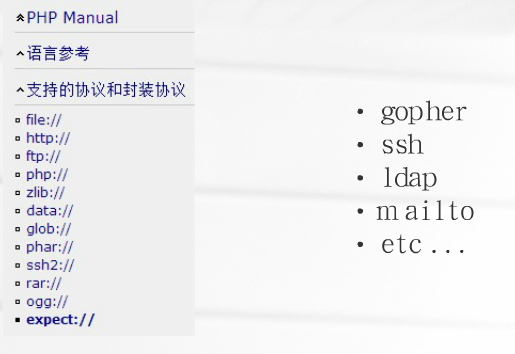 PHP Manual
语言参考
支持的协议和封装协议
file://
http://
ftp://
php://
zlib://
data://
glob://
phar://
ssh2://
rar://
ogg://
expect://
• gopher
• ssh
• ldap
• mailto
• etc...